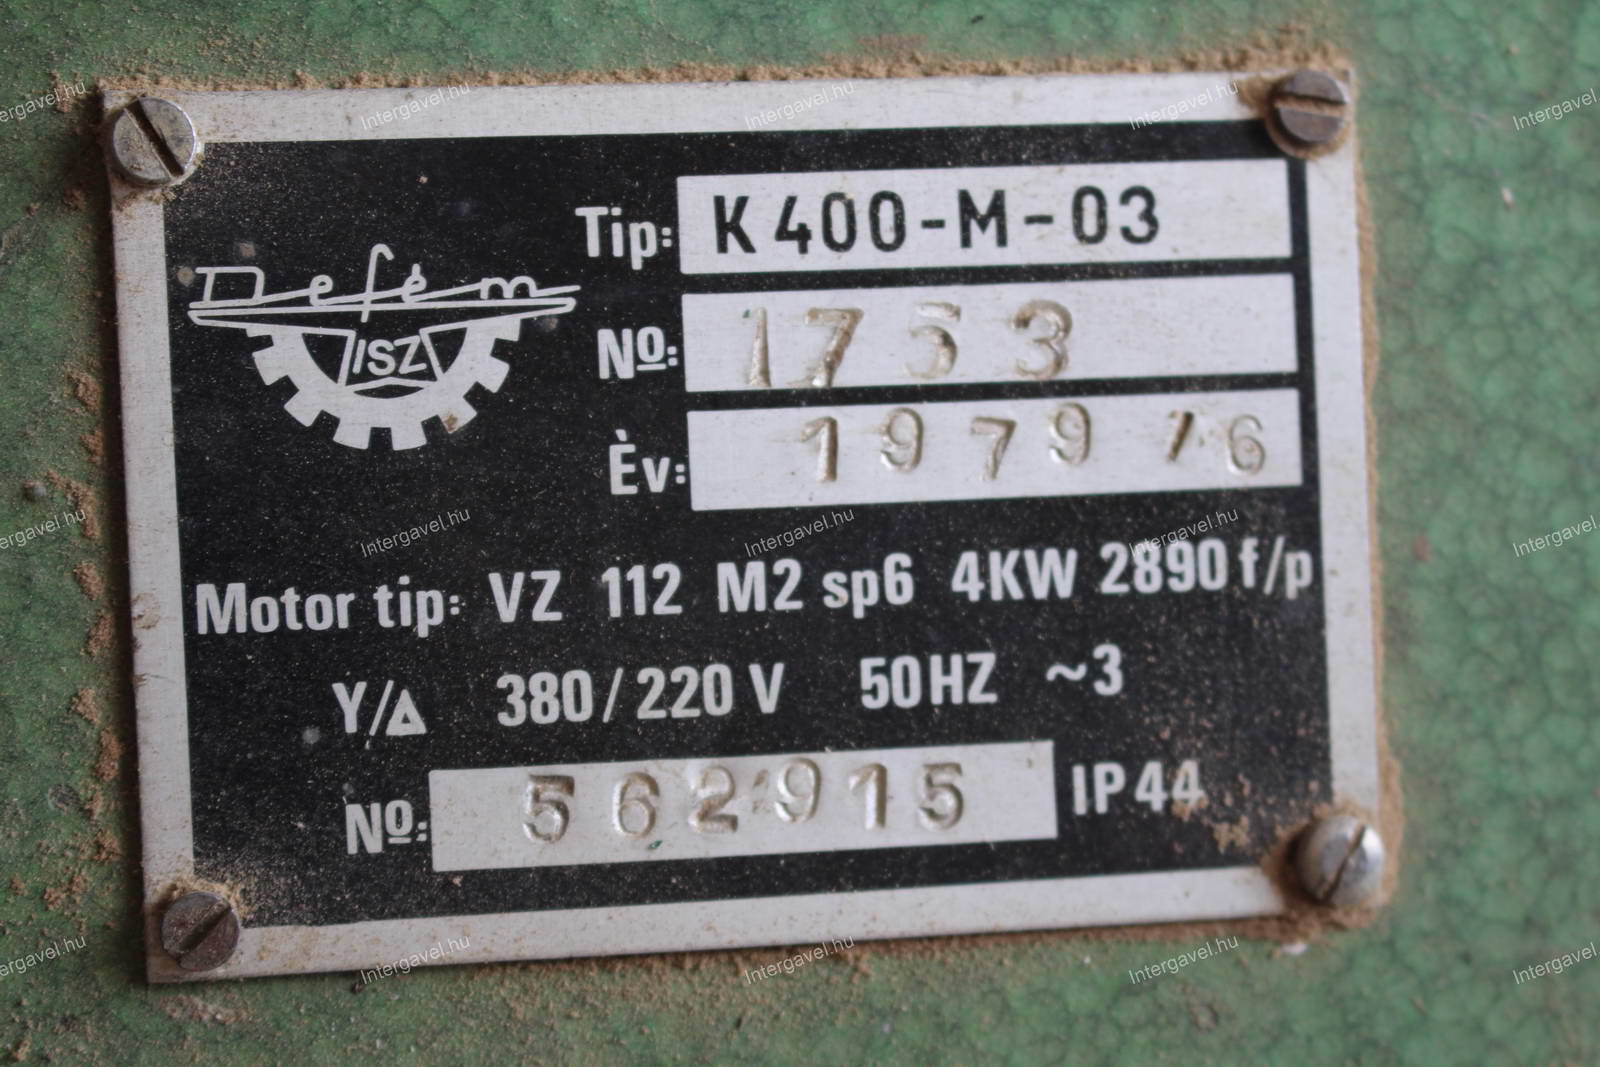 Tip: K 400-M-03
Defém
ISZ
Nº: 1753
Èv: 1979 / 6
Motor tip: VZ 112 M2 sp6 4KW 2890 f/p
Y/Δ 380/220 V 50HZ ~3
Nº: 562915 IP44
Intergavel.hu